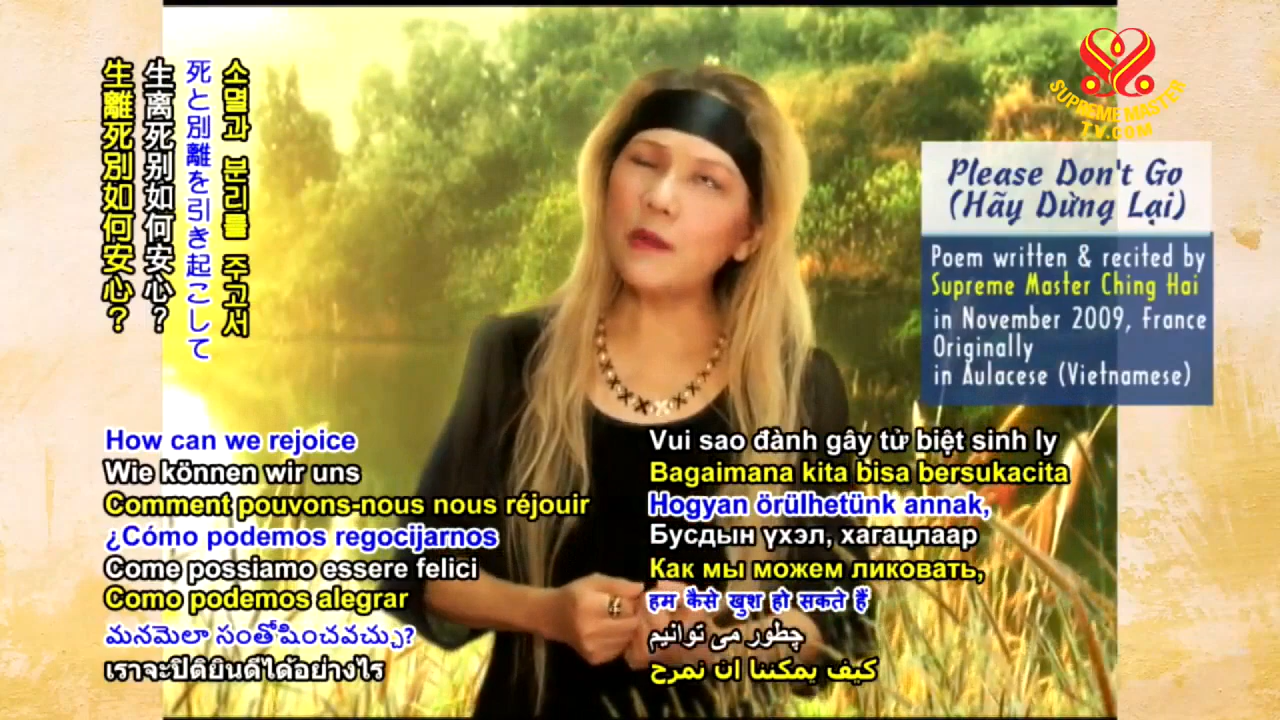 소멸과 분리를 주고서
死と別離を引き起こして
生离死别如何安心？
生離死別如何安心？
SUPREME MASTER
TV.COM
Please Don't Go
(Hãy Dừng Lại)
Poem written & recited by
Supreme Master Ching Hai
in November 2009, France
Originally
in Aulacese (Vietnamese)
How can we rejoice
Wie können wir uns
Comment pouvons-nous nous réjouir
¿Cómo podemos regocijarnos
Come possiamo essere felici
Como podemos alegrar
మనమెలా సంతోషించవచ్చు?
เราจะปิติยินดีได้อย่างไร
Vui sao đành gây tử biệt sinh ly
Bagaimana kita bisa bersukacita
Hogyan örülhetünk annak,
Бусдын үхэл, хагацлаар
Как мы можем ликовать,
हम कैसे खुश हो सकते हैं
چطور می توانیم
كيف يمكننا ان نمرح